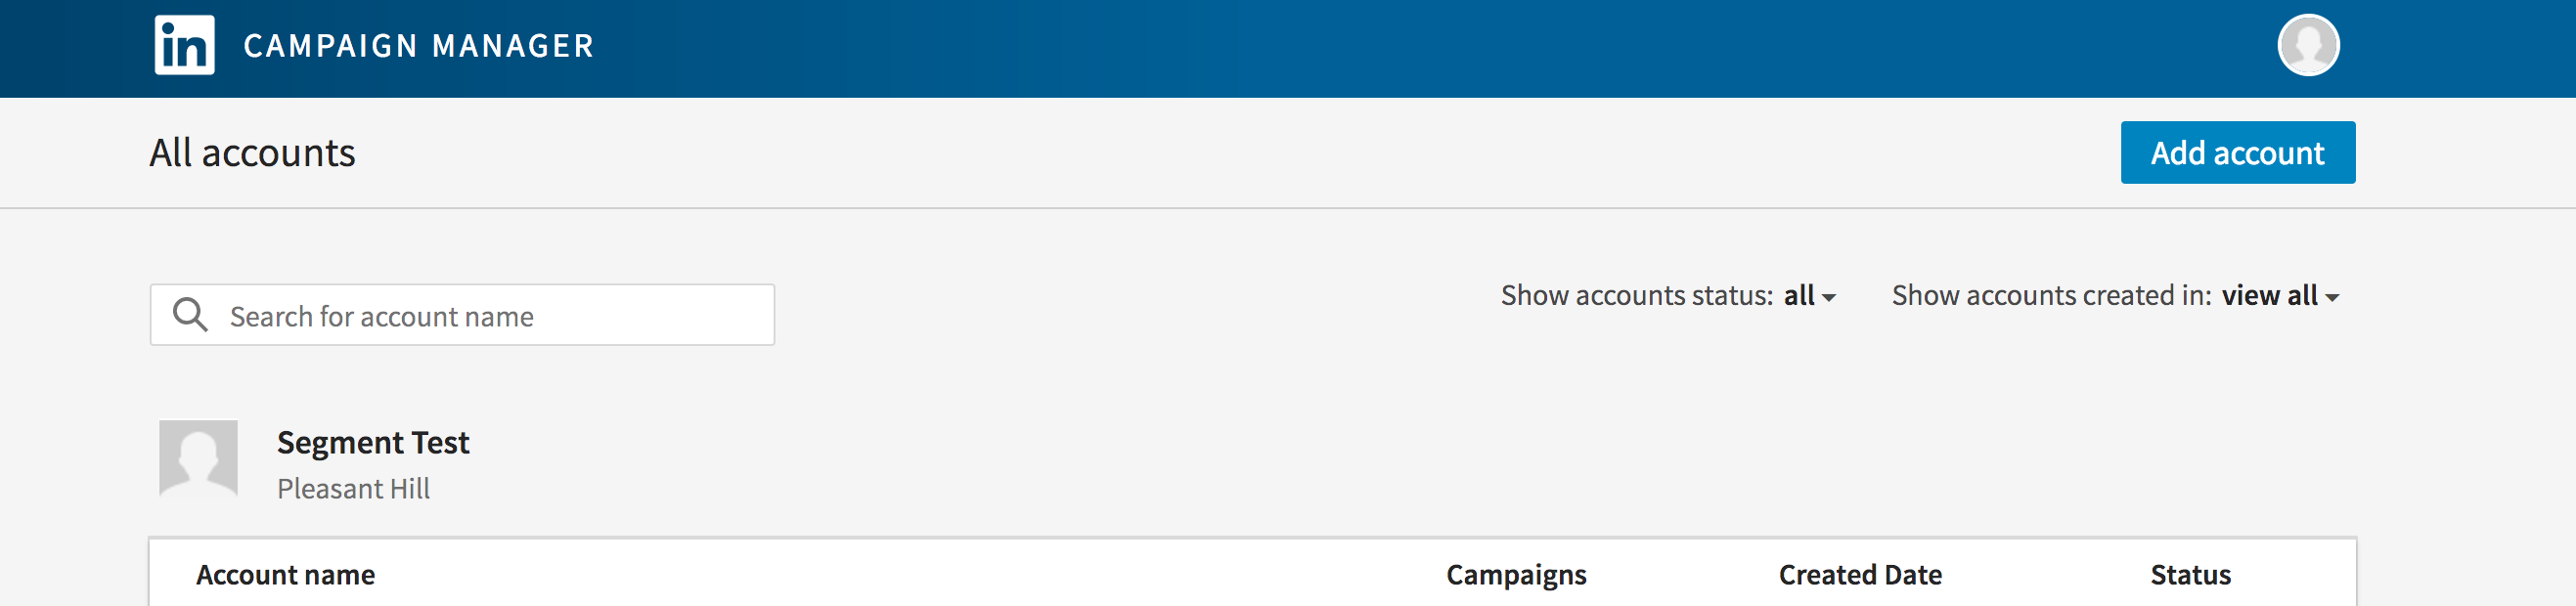 in CAMPAIGN MANAGER
All accounts
Add account
Search for account name
Show accounts status: all
Show accounts created in: view all
Segment Test
Pleasant Hill
Account name Campaigns Created Date Status